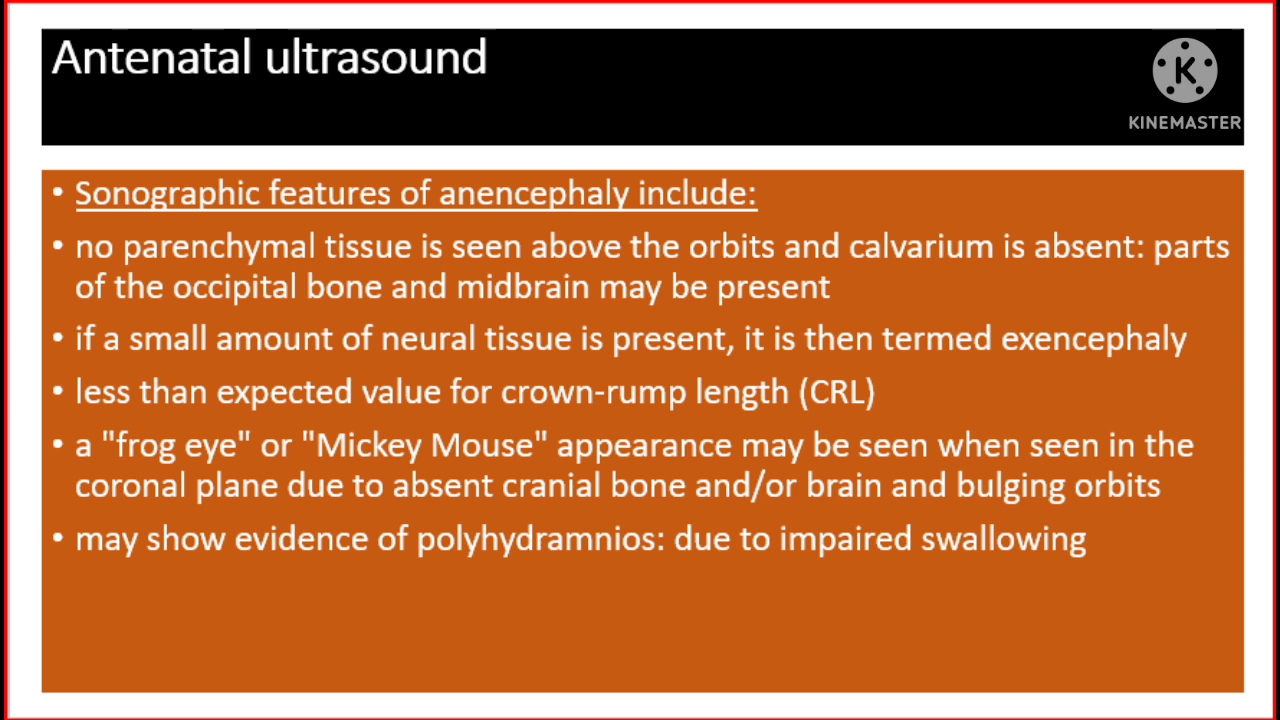 Antenatal ultrasound
K
KINEMASTER
• Sonographic features of anencephaly include:
• no parenchymal tissue is seen above the orbits and calvarium is absent: parts
of the occipital bone and midbrain may be present
• if a small amount of neural tissue is present, it is then termed exencephaly
• less than expected value for crown-rump length (CRL)
• a "frog eye" or "Mickey Mouse" appearance may be seen when seen in the
coronal plane due to absent cranial bone and/or brain and bulging orbits
• may show evidence of polyhydramnios: due to impaired swallowing